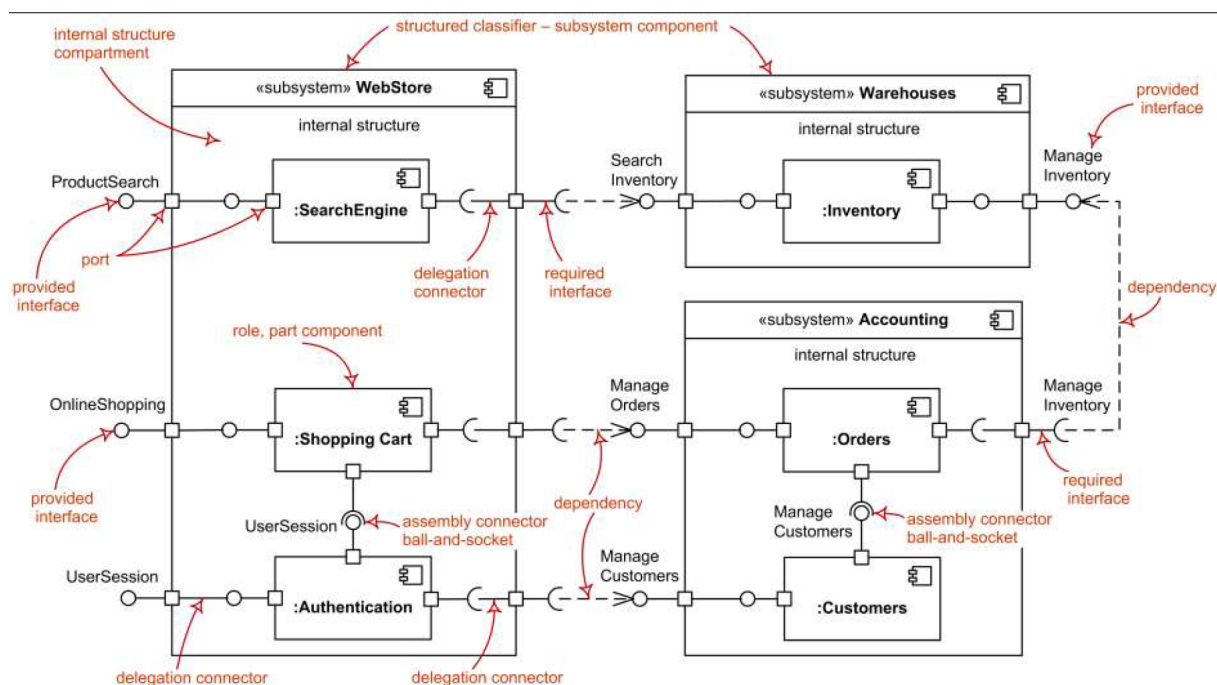 structured classifier – subsystem component
internal structure
compartment
«subsystem» WebStore
internal structure
«subsystem» Warehouses
internal structure
provided
interface
ProductSearch
:SearchEngine
Search
Inventory
:Inventory
Manage
Inventory
port
provided
interface
delegation
connector
required
interface
dependency
role, part component
«subsystem» Accounting
internal structure
OnlineShopping
:Shopping Cart
Manage
Orders
:Orders
Manage
Inventory
provided
interface
dependency
required
interface
UserSession
assembly connector
ball-and-socket
Manage
Customers
assembly connector
ball-and-socket
UserSession
:Authentication
Manage
Customers
:Customers
delegation connector
delegation connector